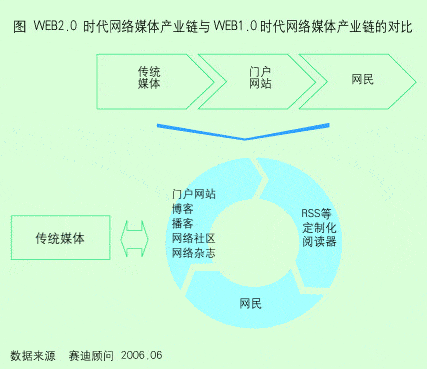 图 WEB2.0 时代网络媒体产业链与WEB1.0时代网络媒体产业链的对比
传统
媒体
门户
网站
网民
门户网站
博客
播客
网络社区
网络杂志
RSS等
定制化
阅读器
传统媒体
网民
数据来源 赛迪顾问 2006.06